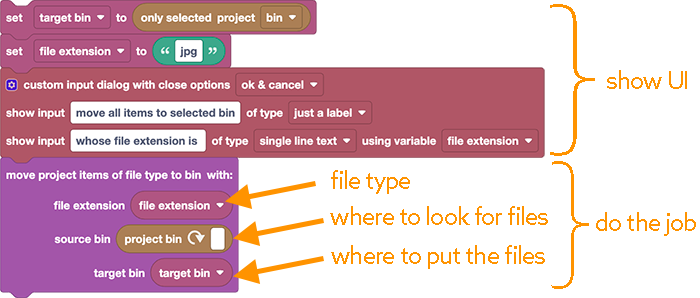 set target bin to only selected project bin
set file extension to “ jpg ”
custom input dialog with close options ok & cancel
show UI
show input move all items to selected bin of type just a label
show input whose file extension is of type single line text using variable file extension
move project items of file type to bin with:
file type
file extension file extension
where to look for files
do the job
source bin project bin
where to put the files
target bin target bin